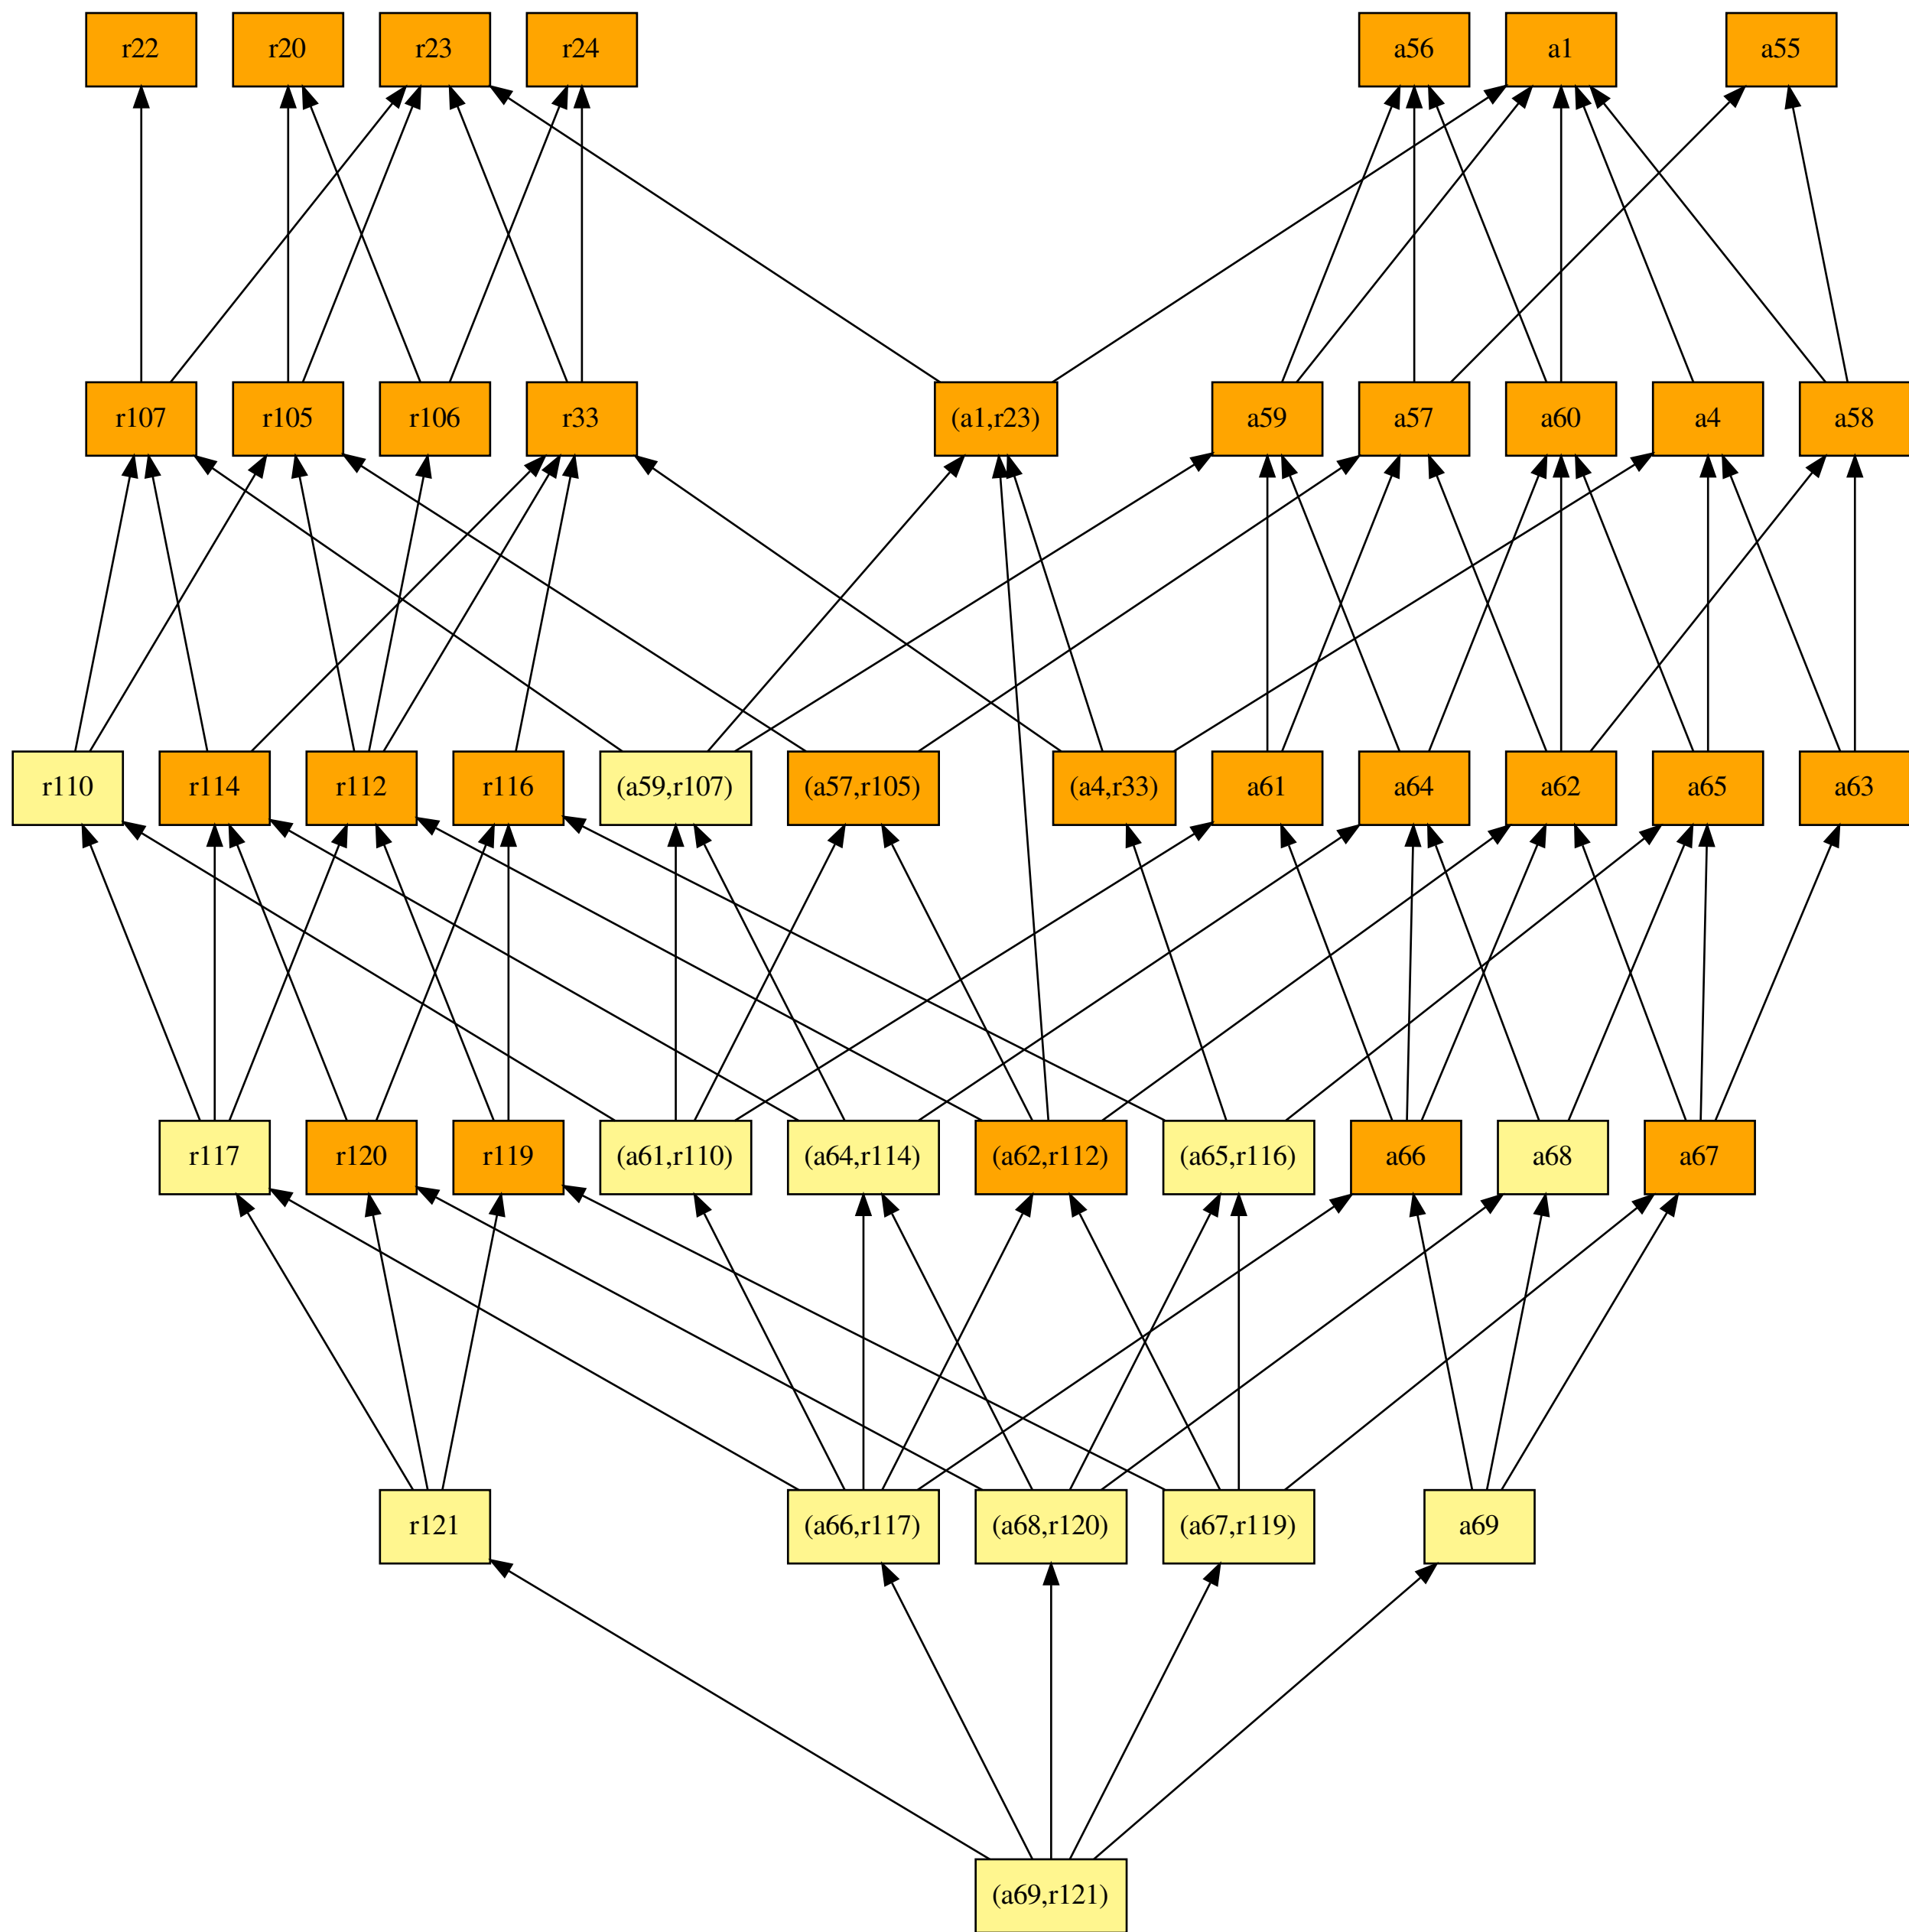 r22 r20 r23 r24 a56 a1 a55
r107 r105 r106 r33 (a1,r23) a59 a57 a60 a4 a58
r110 r114 r112 r116 (a59,r107) (a57,r105) (a4,r33) a61 a64 a62 a65 a63
r117 r120 r119 (a61,r110) (a64,r114) (a62,r112) (a65,r116) a66 a68 a67
r121 (a66,r117) (a68,r120) (a67,r119) a69
(a69,r121)